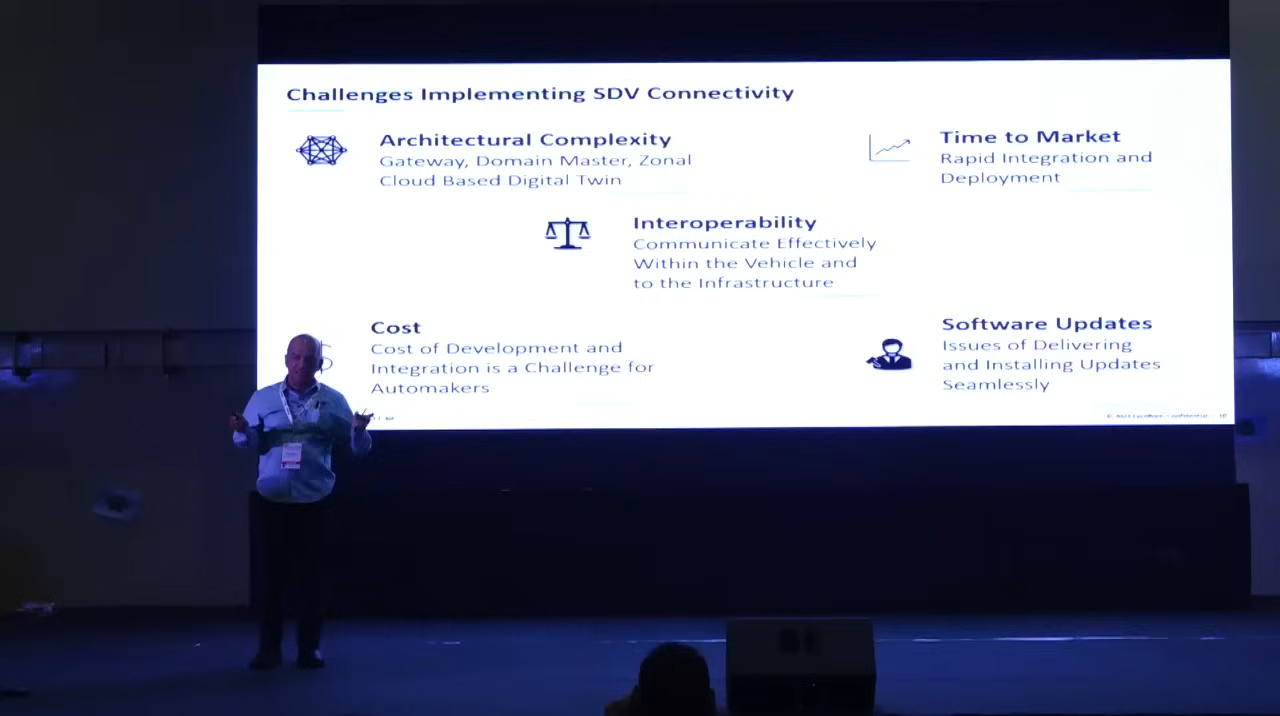 Challenges Implementing SDV Connectivity
Architectural Complexity
Gateway, Domain Master, Zonal
Cloud Based Digital Twin
Time to Market
Rapid Integration and
Deployment
Interoperability
Communicate Effectively
Within the Vehicle and
to the Infrastructure
Cost
Cost of Development and
Integration is a Challenge for
Automakers
Software Updates
Issues of Delivering
and Installing Updates
Seamlessly